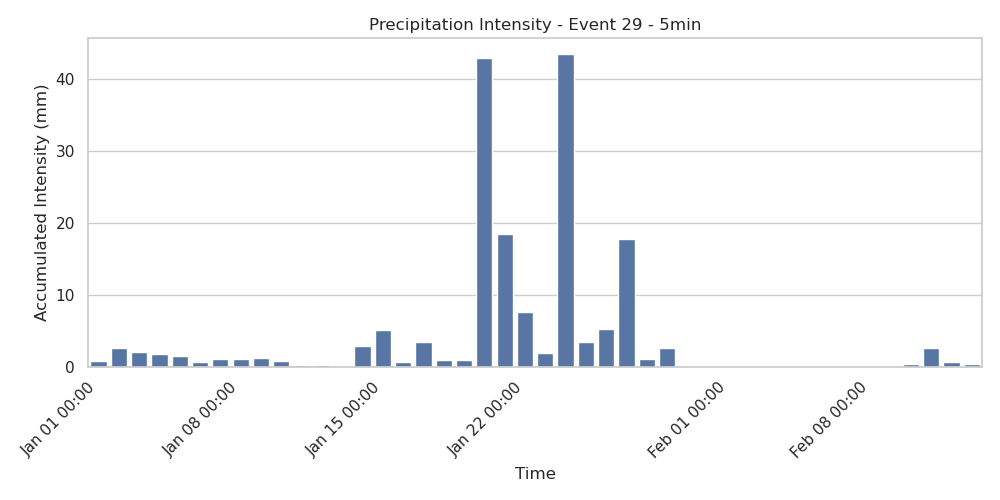 Precipitation Intensity - Event 29 - 5min
Accumulated Intensity (mm)
40
30
20
10
0
Jan 01 00:00
Jan 08 00:00
Jan 15 00:00
Jan 22 00:00
Feb 01 00:00
Feb 08 00:00
Time